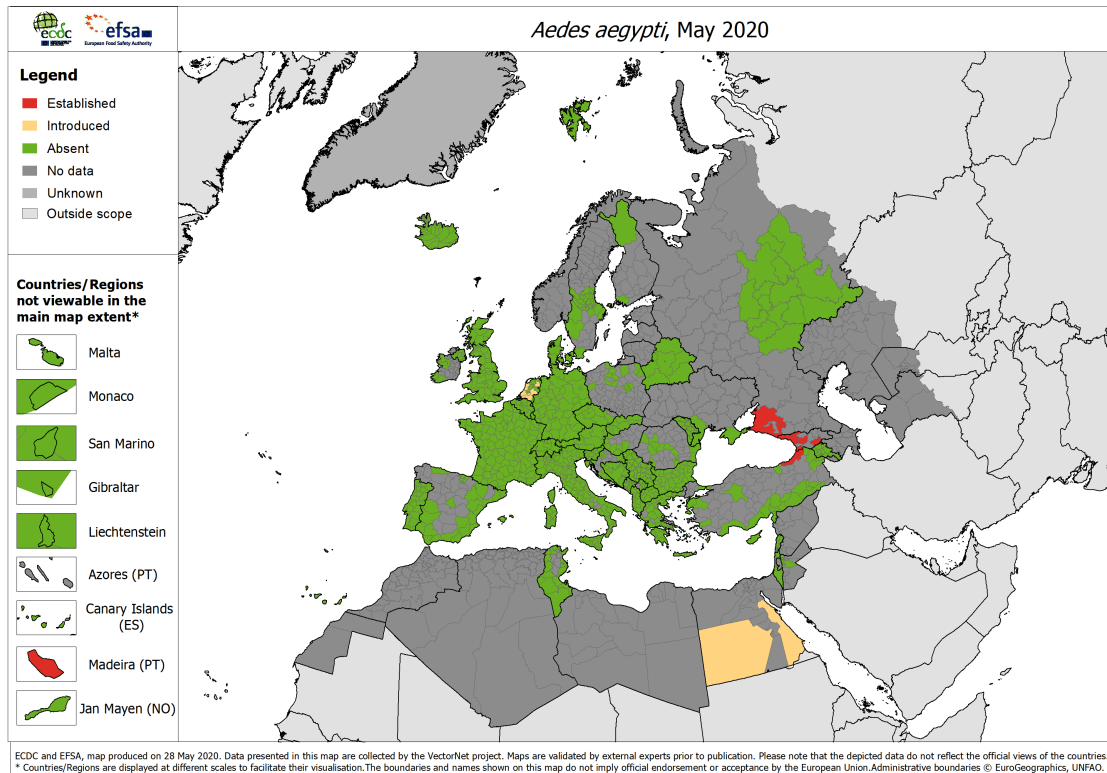 ecdc
efsa
European Food Safety Authority
Aedes aegypti, May 2020
Legend
Established
Introduced
Absent
No data
Unknown
Outside scope
Countries/Regions
not viewable in the
main map extent*
Malta
Monaco
San Marino
Gibraltar
Liechtenstein
Azores (PT)
Canary Islands
(ES)
Madeira (PT)
Jan Mayen (NO)
ECDC and EFSA, map produced on 28 May 2020. Data presented in this map are collected by the VectorNet project. Maps are validated by external experts prior to publication. Please note that the depicted data do not reflect the official views of the countries.
* Countries/Regions are displayed at different scales to facilitate their visualisation.The boundaries and names shown on this map do not imply official endorsement or acceptance by the European Union.Administrative boundaries © EuroGeographics, UNFAO.